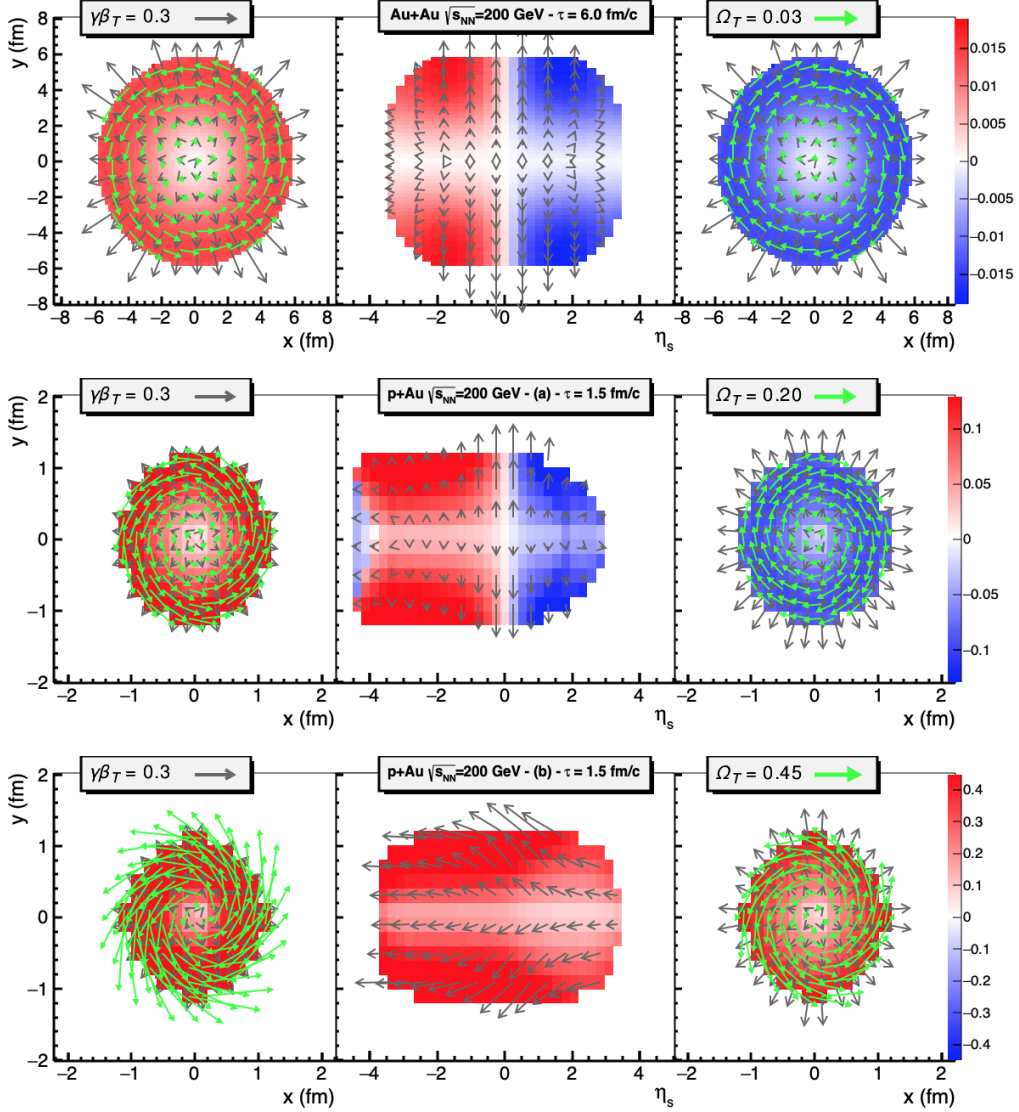 γβ_T = 0.3
Au+Au √s_NN=200 GeV - τ = 6.0 fm/c
Ω_T = 0.03
y (fm)
8
6
4
2
0
−2
−4
−6
−8
0.015
0.01
0.005
0
−0.005
−0.01
−0.015
−8 −6 −4 −2 0 2 4 6 8
−4 −2 0 2 4
−8 −6 −4 −2 0 2 4 6 8
x (fm)
η_s
x (fm)
γβ_T = 0.3
p+Au √s_NN=200 GeV - (a) - τ = 1.5 fm/c
Ω_T = 0.20
y (fm)
2
1
0
−1
−2
0.1
0.05
0
−0.05
−0.1
−2 −1 0 1 2
−4 −2 0 2 4
−2 −1 0 1 2
x (fm)
η_s
x (fm)
γβ_T = 0.3
p+Au √s_NN=200 GeV - (b) - τ = 1.5 fm/c
Ω_T = 0.45
y (fm)
2
1
0
−1
−2
0.4
0.3
0.2
0.1
0
−0.1
−0.2
−0.3
−0.4
−2 −1 0 1 2
−4 −2 0 2 4
−2 −1 0 1 2
x (fm)
η_s
x (fm)